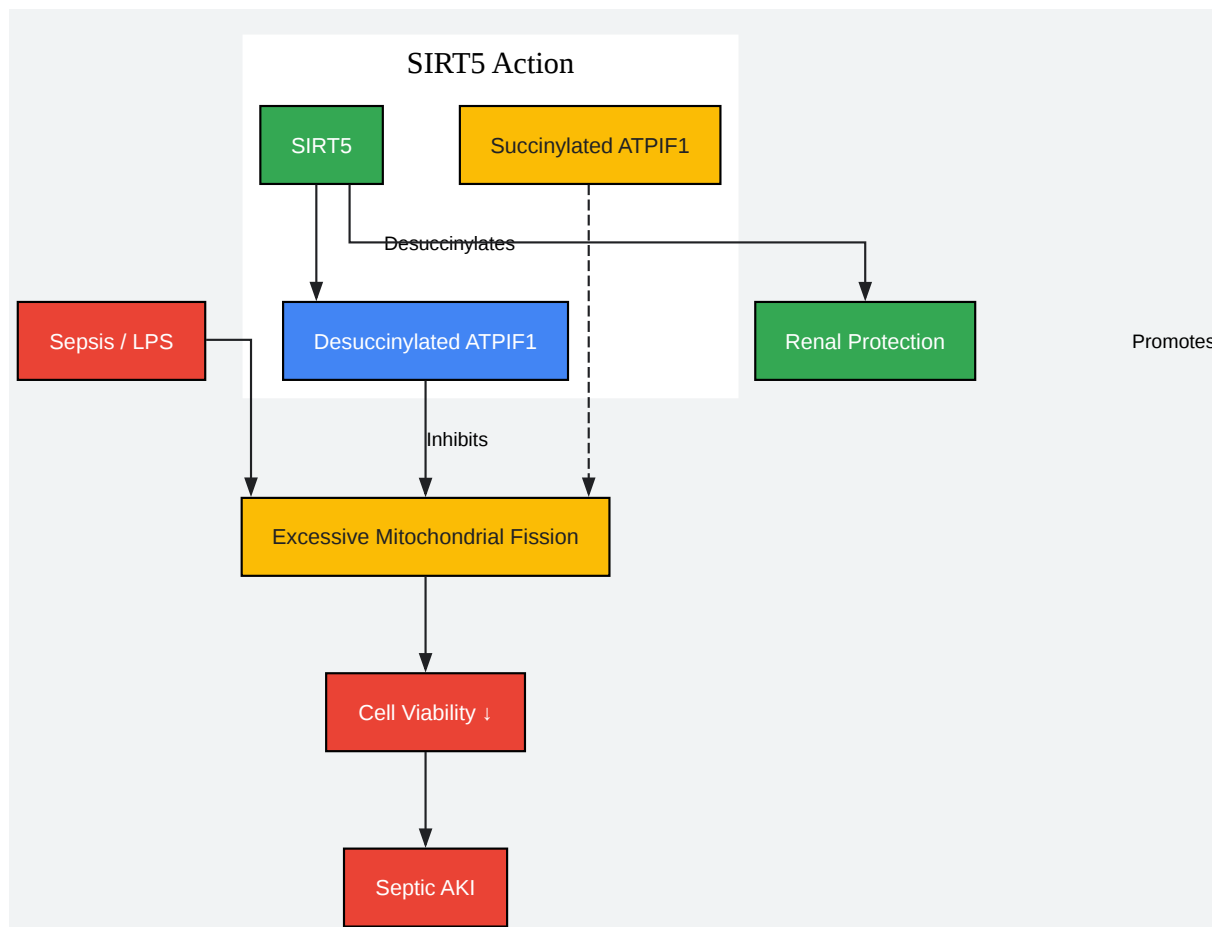 SIRT5 Action
SIRT5
Succinylated ATPIF1
Desuccinylates
Sepsis / LPS
Desuccinylated ATPIF1
Renal Protection
Promotes
Inhibits
Excessive Mitochondrial Fission
Cell Viability ↓
Septic AKI